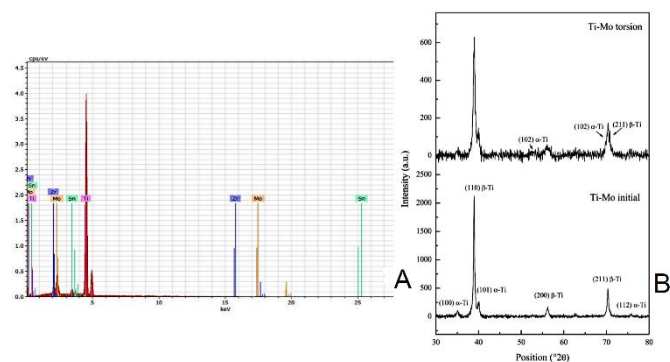 cps/eV
4.5
4.0
3.5
3.0
2.5
2.0
1.5
1.0
0.5
0.0
Zr
Sn
Mo
Ti
Zr
Mo
Sn
Ti
Zr
Mo
Sn
5
10
15
20
25
keV
A
Ti-Mo torsion
600
300
0
(102) α-Ti
(102) α-Ti
(211) β-Ti
Intensity (a.u.)
Ti-Mo initial
2000
1500
1000
500
0
(110) β-Ti
(100) α-Ti
(101) α-Ti
(200) β-Ti
(211) β-Ti
(112) α-Ti
30
40
50
60
70
80
Position (°2θ)
B